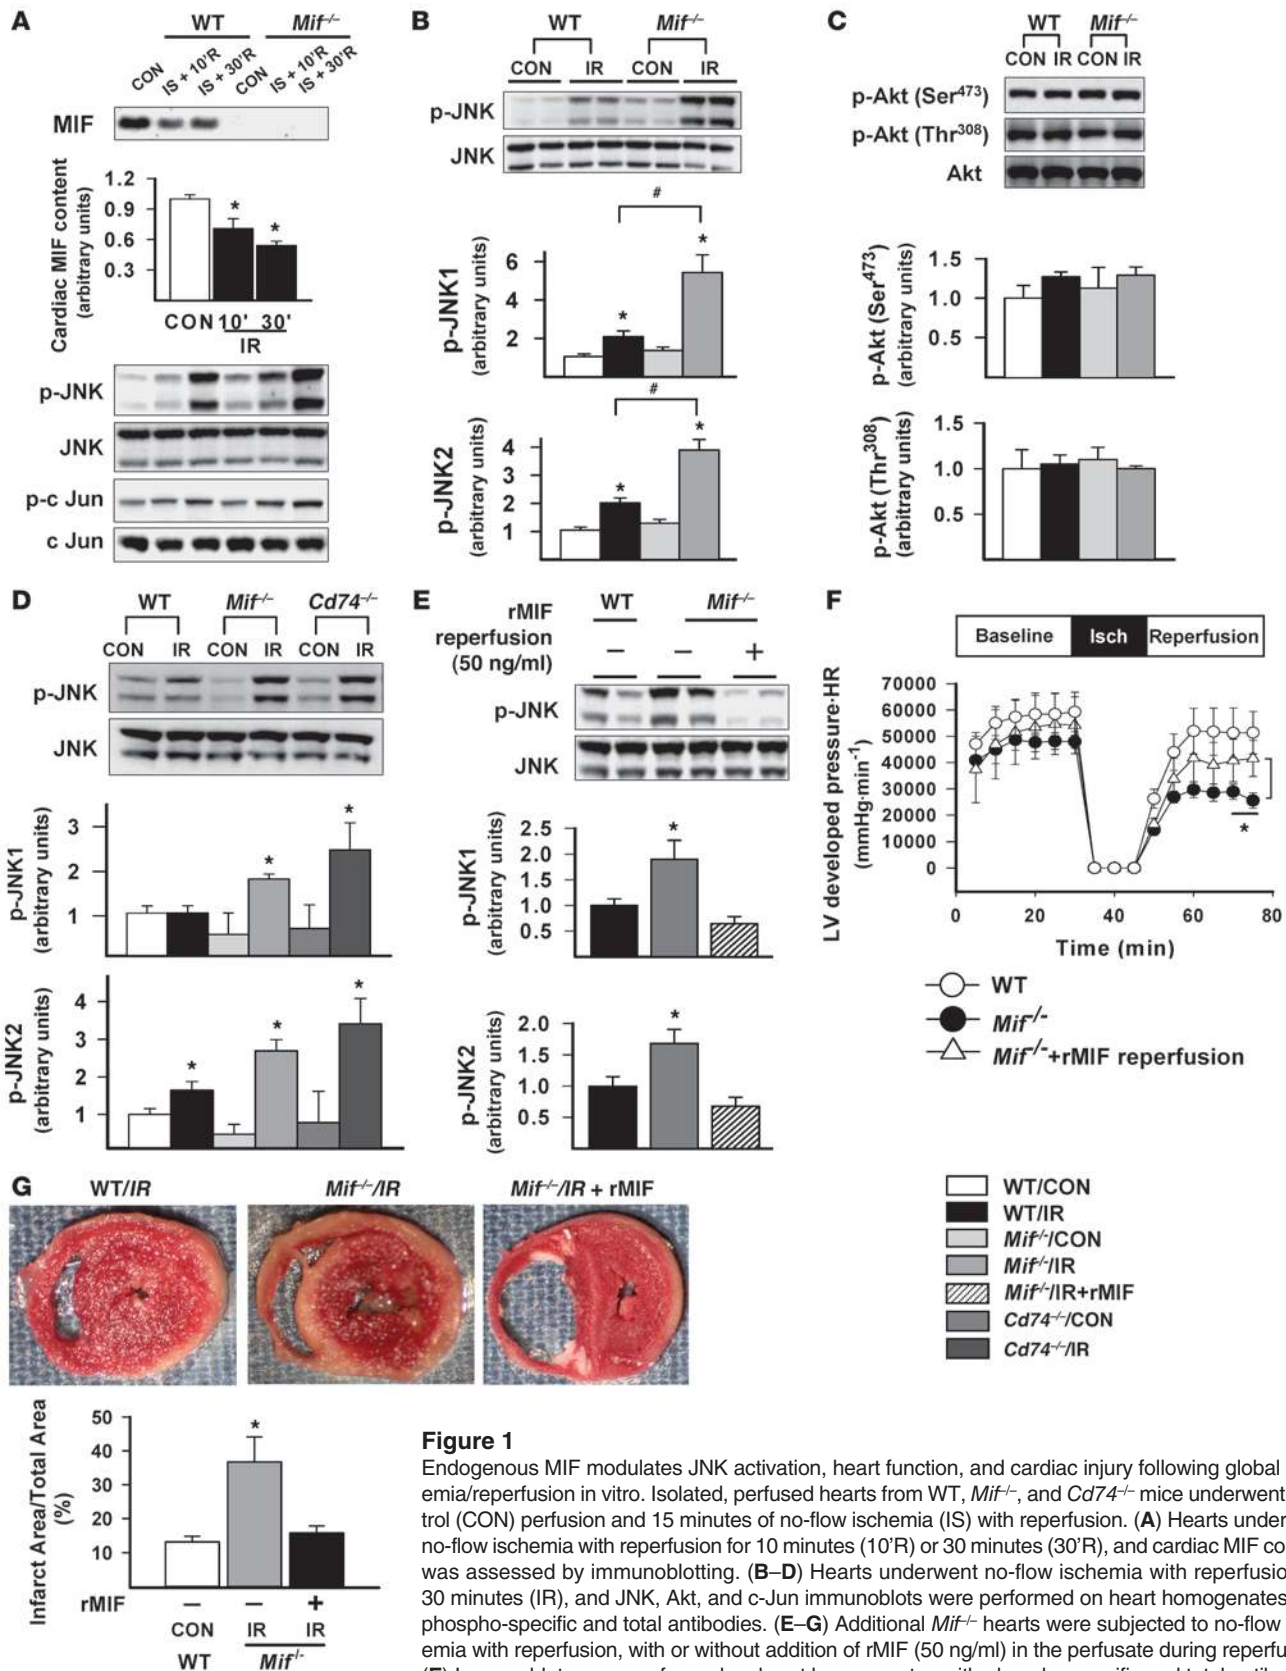 A
WT Mif–/–
CON IS + 10'R IS + 30'R CON IS + 10'R IS + 30'R
MIF
Cardiac MIF content
(arbitrary units)
1.2
0.9
0.6
0.3
* *
CON 10' 30'
IR
p-JNK
JNK
p-c Jun
c Jun
B
WT Mif–/–
CON IR CON IR
p-JNK
JNK
#
p-JNK1
(arbitrary units)
6
4
2
* *
#
p-JNK2
(arbitrary units)
4
3
2
1
* *
C
WT Mif–/–
CON IR CON IR
p-Akt (Ser473)
p-Akt (Thr308)
Akt
p-Akt (Ser473)
(arbitrary units)
1.5
1.0
0.5
p-Akt (Thr308)
(arbitrary units)
1.5
1.0
0.5
D
WT Mif–/– Cd74–/–
CON IR CON IR CON IR
p-JNK
JNK
p-JNK1
(arbitrary units)
3
2
1
* *
p-JNK2
(arbitrary units)
4
3
2
1
* * *
E
rMIF
reperfusion
(50 ng/ml)
WT Mif–/–
– – +
p-JNK
JNK
p-JNK1
(arbitrary units)
2.5
2.0
1.5
1.0
0.5
*
p-JNK2
(arbitrary units)
2.0
1.0
0.5
*
F
Baseline Isch Reperfusion
LV developed pressure·HR
(mmHg·min-1)
70000
60000
50000
40000
30000
20000
10000
0
*
0 20 40 60 80
Time (min)
WT
Mif-/-
Mif-/-+rMIF reperfusion
WT/CON
WT/IR
Mif–/–/CON
Mif–/–/IR
Mif–/–/IR+rMIF
Cd74–/–/CON
Cd74–/–/IR
G
WT/IR Mif–/–/IR Mif–/–/IR + rMIF
Infarct Area/Total Area
(%)
50
40
30
20
10
*
rMIF – – +
CON IR IR
WT Mif-/-
Figure 1
Endogenous MIF modulates JNK activation, heart function, and cardiac injury following global
emia/reperfusion in vitro. Isolated, perfused hearts from WT, Mif–/–, and Cd74–/– mice underwent
trol (CON) perfusion and 15 minutes of no-flow ischemia (IS) with reperfusion. (A) Hearts under
no-flow ischemia with reperfusion for 10 minutes (10'R) or 30 minutes (30'R), and cardiac MIF co
was assessed by immunoblotting. (B–D) Hearts underwent no-flow ischemia with reperfusio
30 minutes (IR), and JNK, Akt, and c-Jun immunoblots were performed on heart homogenates
phospho-specific and total antibodies. (E–G) Additional Mif–/– hearts were subjected to no-flow
emia with reperfusion, with or without addition of rMIF (50 ng/ml) in the perfusate during reperfu